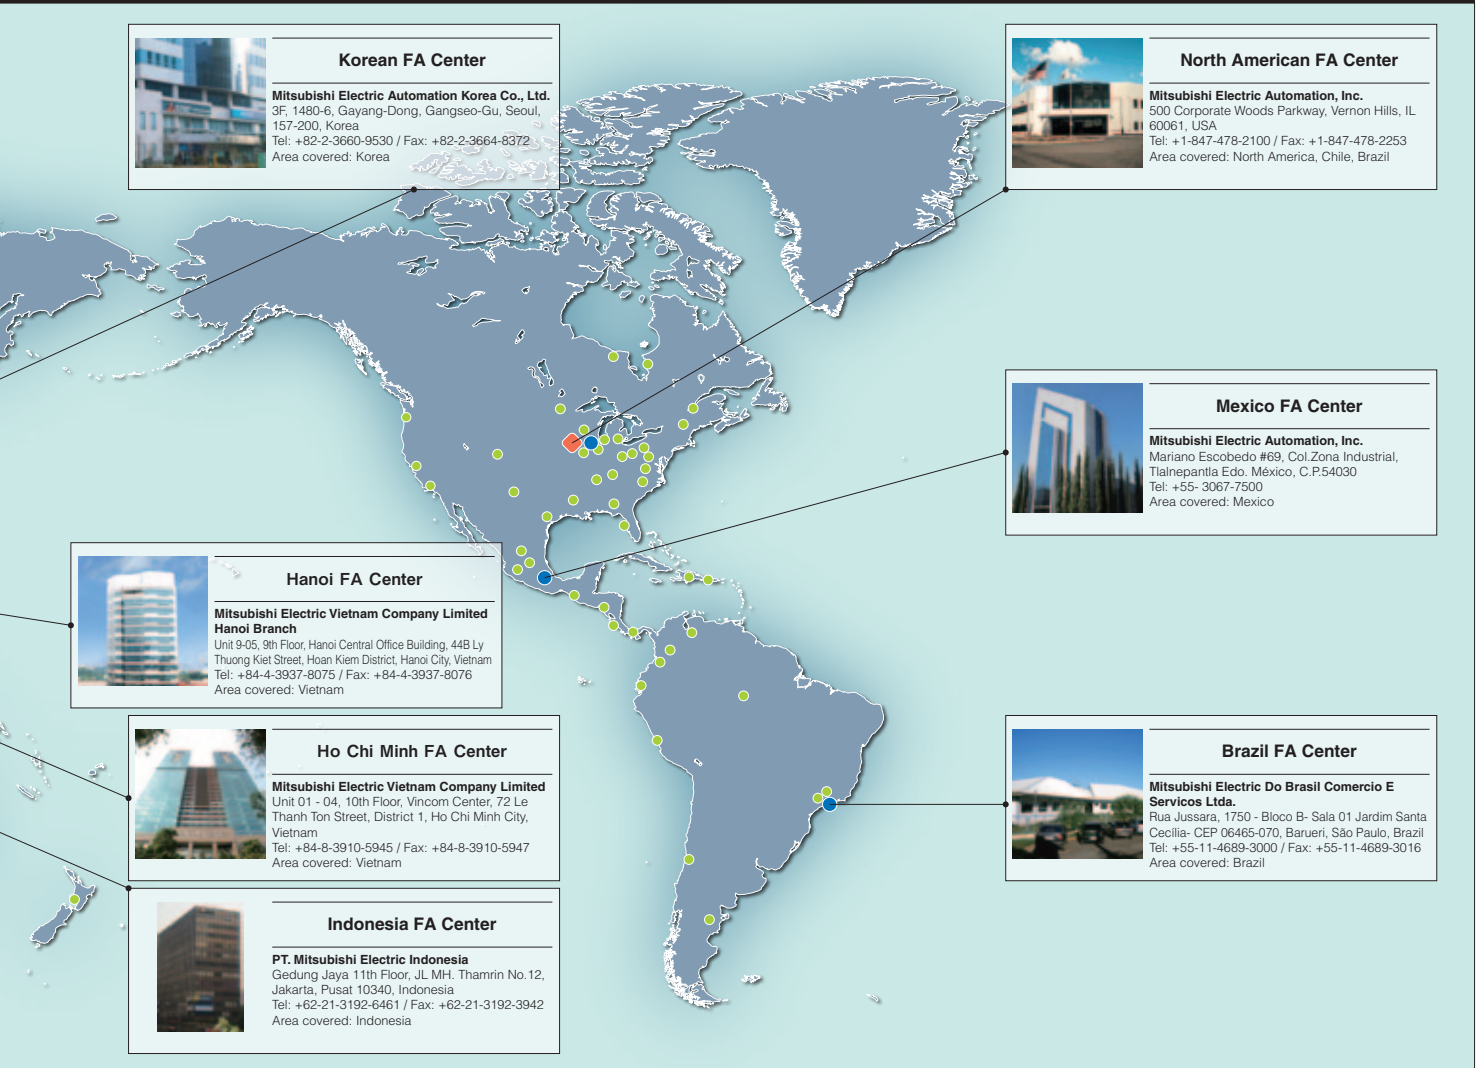 Korean FA Center
Mitsubishi Electric Automation Korea Co., Ltd.
3F, 1480-6, Gayang-Dong, Gangseo-Gu, Seoul,
157-200, Korea
Tel: +82-2-3660-9530 / Fax: +82-2-3664-8372
Area covered: Korea
North American FA Center
Mitsubishi Electric Automation, Inc.
500 Corporate Woods Parkway, Vernon Hills, IL
60061, USA
Tel: +1-847-478-2100 / Fax: +1-847-478-2253
Area covered: North America, Chile, Brazil
Mexico FA Center
Mitsubishi Electric Automation, Inc.
Mariano Escobedo #69, Col.Zona Industrial,
Tlalnepantla Edo. México, C.P.54030
Tel: +55- 3067-7500
Area covered: Mexico
Hanoi FA Center
Mitsubishi Electric Vietnam Company Limited
Hanoi Branch
Unit 9-05, 9th Floor, Hanoi Central Office Building, 44B Ly
Thuong Kiet Street, Hoan Kiem District, Hanoi City, Vietnam
Tel: +84-4-3937-8075 / Fax: +84-4-3937-8076
Area covered: Vietnam
Ho Chi Minh FA Center
Mitsubishi Electric Vietnam Company Limited
Unit 01 - 04, 10th Floor, Vincom Center, 72 Le
Thanh Ton Street, District 1, Ho Chi Minh City,
Vietnam
Tel: +84-8-3910-5945 / Fax: +84-8-3910-5947
Area covered: Vietnam
Brazil FA Center
Mitsubishi Electric Do Brasil Comercio E
Servicos Ltda.
Rua Jussara, 1750 - Bloco B- Sala 01 Jardim Santa
Cecília- CEP 06465-070, Barueri, São Paulo, Brazil
Tel: +55-11-4689-3000 / Fax: +55-11-4689-3016
Area covered: Brazil
Indonesia FA Center
PT. Mitsubishi Electric Indonesia
Gedung Jaya 11th Floor, JL MH. Thamrin No.12,
Jakarta, Pusat 10340, Indonesia
Tel: +62-21-3192-6461 / Fax: +62-21-3192-3942
Area covered: Indonesia